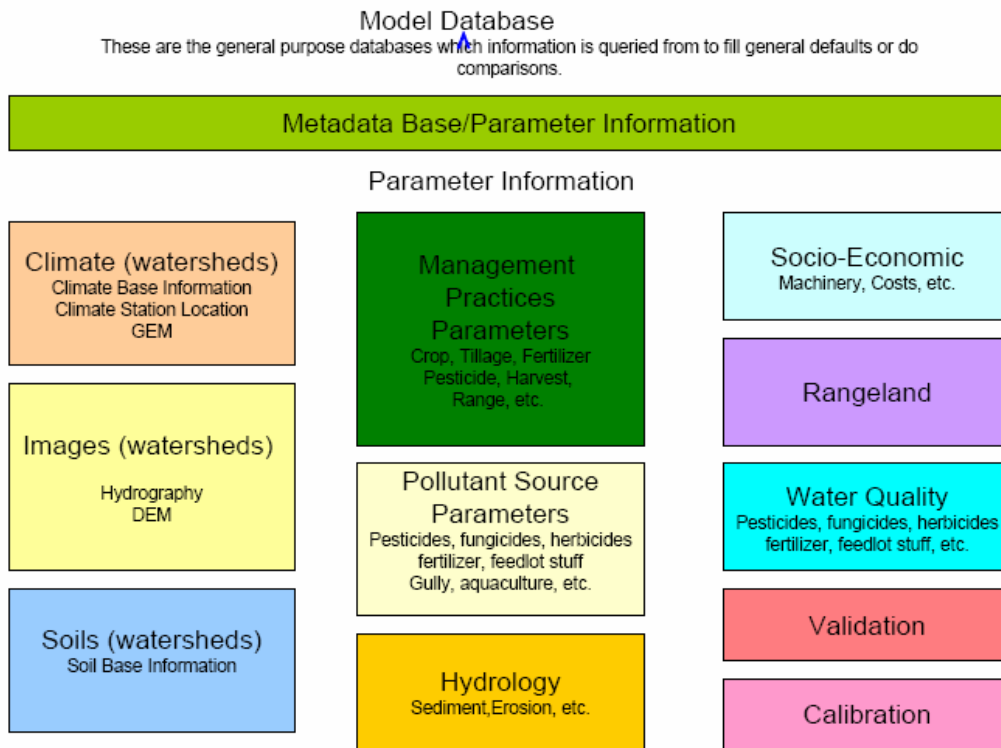 Model Database
These are the general purpose databases which information is queried from to fill general defaults or do
comparisons.
Metadata Base/Parameter Information
Parameter Information
Climate (watersheds)
Climate Base Information
Climate Station Location
GEM
Images (watersheds)
Hydrography
DEM
Soils (watersheds)
Soil Base Information
Management
Practices
Parameters
Crop, Tillage, Fertilizer
Pesticide, Harvest,
Range, etc.
Pollutant Source
Parameters
Pesticides, fungicides, herbicides
fertilizer, feedlot stuff
Gully, aquaculture, etc.
Hydrology
Sediment,Erosion, etc.
Socio-Economic
Machinery, Costs, etc.
Rangeland
Water Quality
Pesticides, fungicides, herbicides
fertilizer, feedlot stuff, etc.
Validation
Calibration